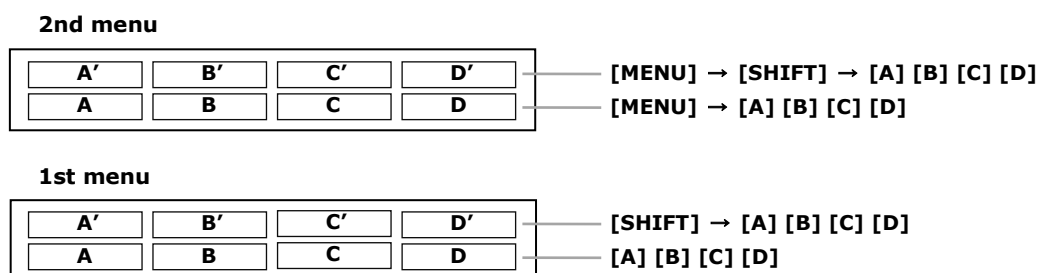 2nd menu
A′ B′ C′ D′ [MENU] → [SHIFT] → [A] [B] [C] [D]
A B C D [MENU] → [A] [B] [C] [D]
1st menu
A′ B′ C′ D′ [SHIFT] → [A] [B] [C] [D]
A B C D [A] [B] [C] [D]